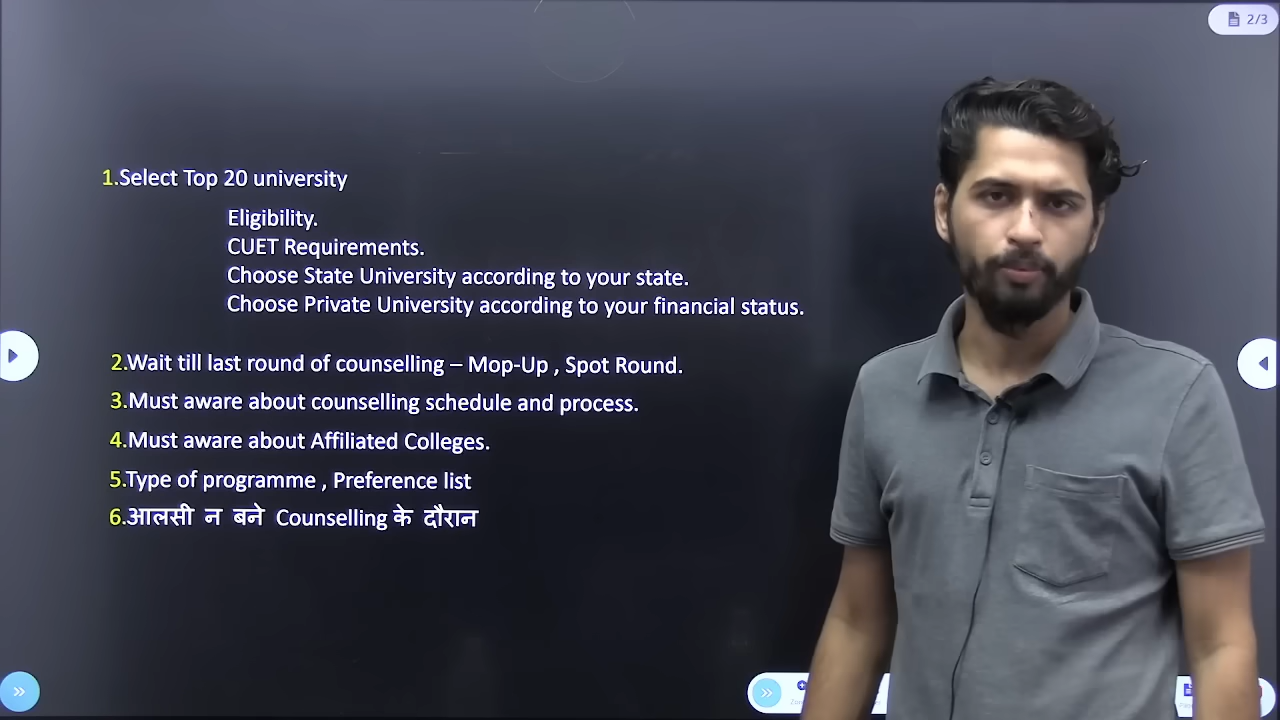 2/3
1.Select Top 20 university
Eligibility.
CUET Requirements.
Choose State University according to your state.
Choose Private University according to your financial status.
2.Wait till last round of counselling – Mop-Up , Spot Round.
3.Must aware about counselling schedule and process.
4.Must aware about Affiliated Colleges.
5.Type of programme , Preference list
6.आलसी न बने Counselling के दौरान